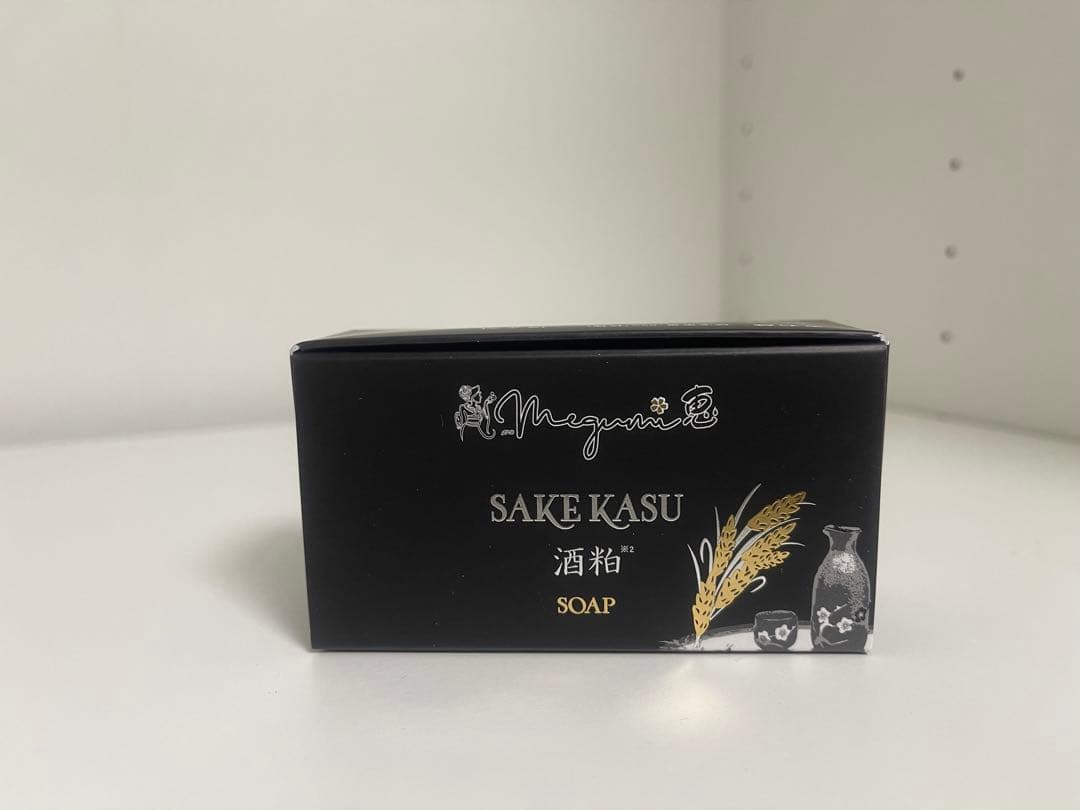 Megumi 恵
SAKE KASU
酒粕※2
SOAP